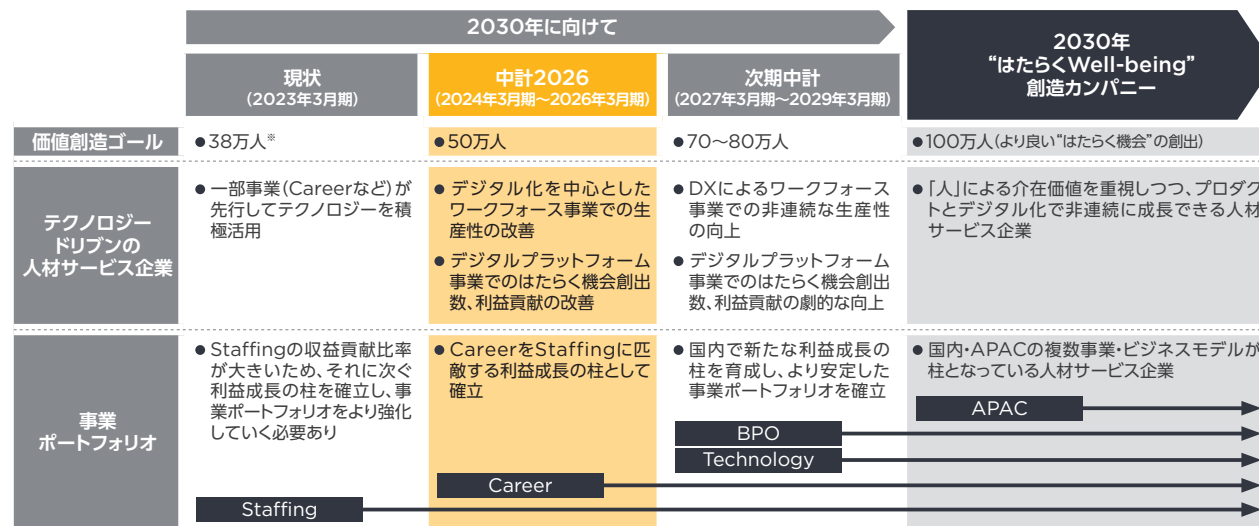 2030年に向けて
現状
(2023年3月期)
中計2026
(2024年3月期～2026年3月期)
次期中計
(2027年3月期～2029年3月期)
2030年
“はたらくWell-being”
創造カンパニー
価値創造ゴール
●38万人※
●50万人
●70～80万人
●100万人(より良い“はたらく機会”の創出)
テクノロジー
ドリブンの
人材サービス企業
● 一部事業(Careerなど)が
先行してテクノロジーを積
極活用
● デジタル化を中心とした
ワークフォース事業での生
産性の改善
● デジタルプラットフォーム
事業でのはたらく機会創出
数、利益貢献の改善
● DXによるワークフォース
事業での非連続な生産性
の向上
● デジタルプラットフォーム
事業でのはたらく機会創出
数、利益貢献の劇的な向上
● 「人」による介在価値を重視しつつ、プロダク
トとデジタル化で非連続に成長できる人材
サービス企業
事業
ポートフォリオ
● Staffingの収益貢献比率
が大きいため、それに次ぐ
利益成長の柱を確立し、事
業ポートフォリオをより強化
していく必要あり
● CareerをStaffingに匹
敵する利益成長の柱として
確立
● 国内で新たな利益成長の
柱を育成し、より安定した
事業ポートフォリオを確立
● 国内・APACの複数事業・ビジネスモデルが
柱となっている人材サービス企業
APAC
BPO
Technology
Career
Staffing